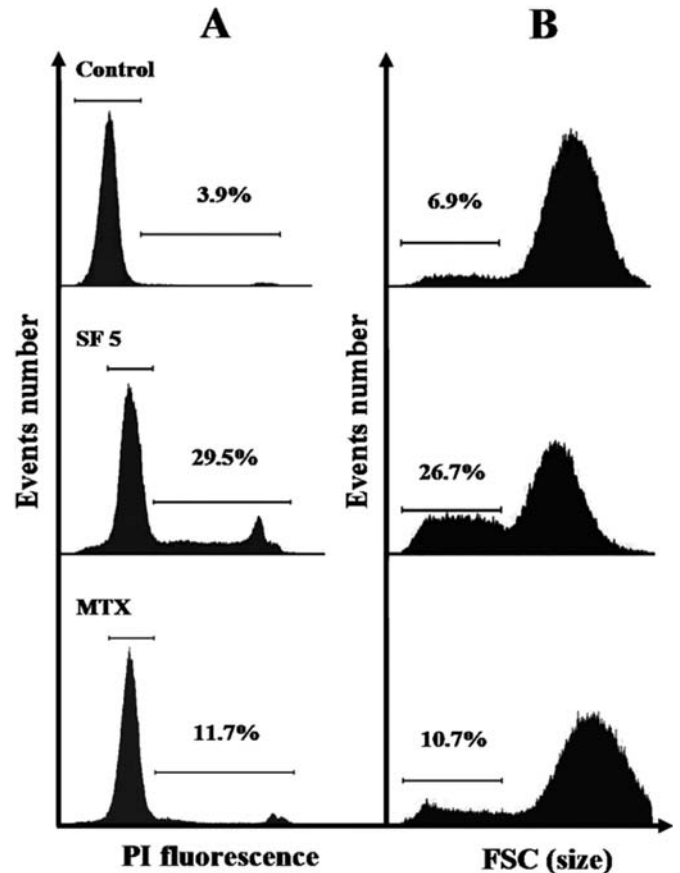 A
B
Control
3.9%
6.9%
Events number
Events number
SF 5
29.5%
26.7%
MTX
11.7%
10.7%
PI fluorescence
FSC (size)